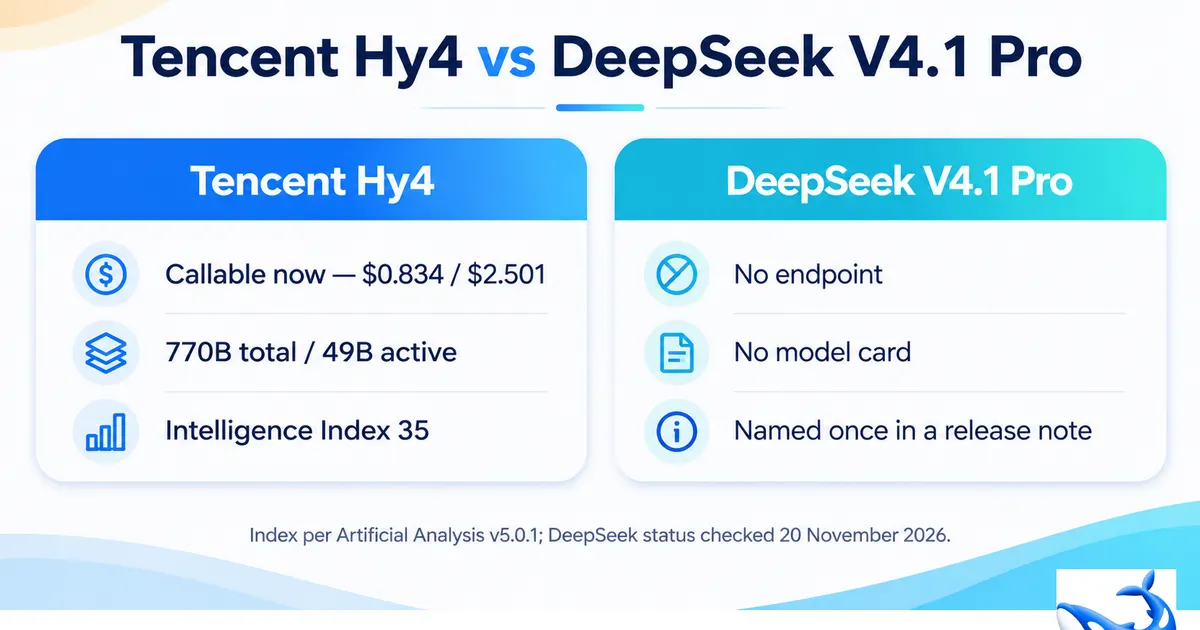 Tencent Hy4 vs DeepSeek V4.1 Pro
Tencent Hy4
Callable now — $0.834 / $2.501
770B total / 49B active
Intelligence Index 35
DeepSeek V4.1 Pro
No endpoint
No model card
Named once in a release note
Index per Artificial Analysis v5.0.1; DeepSeek status checked 20 November 2026.